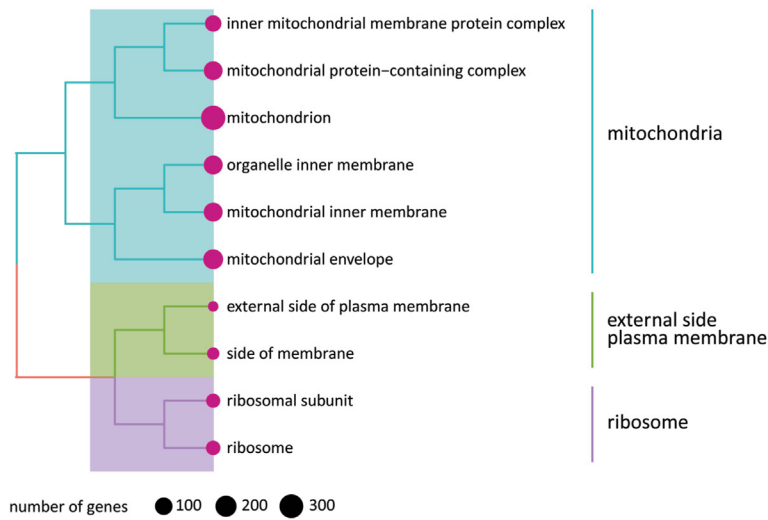 inner mitochondrial membrane protein complex
mitochondrial protein−containing complex
mitochondrion
organelle inner membrane
mitochondrial inner membrane
mitochondrial envelope
external side of plasma membrane
side of membrane
ribosomal subunit
ribosome
mitochondria
external side
plasma membrane
ribosome
number of genes 100 200 300